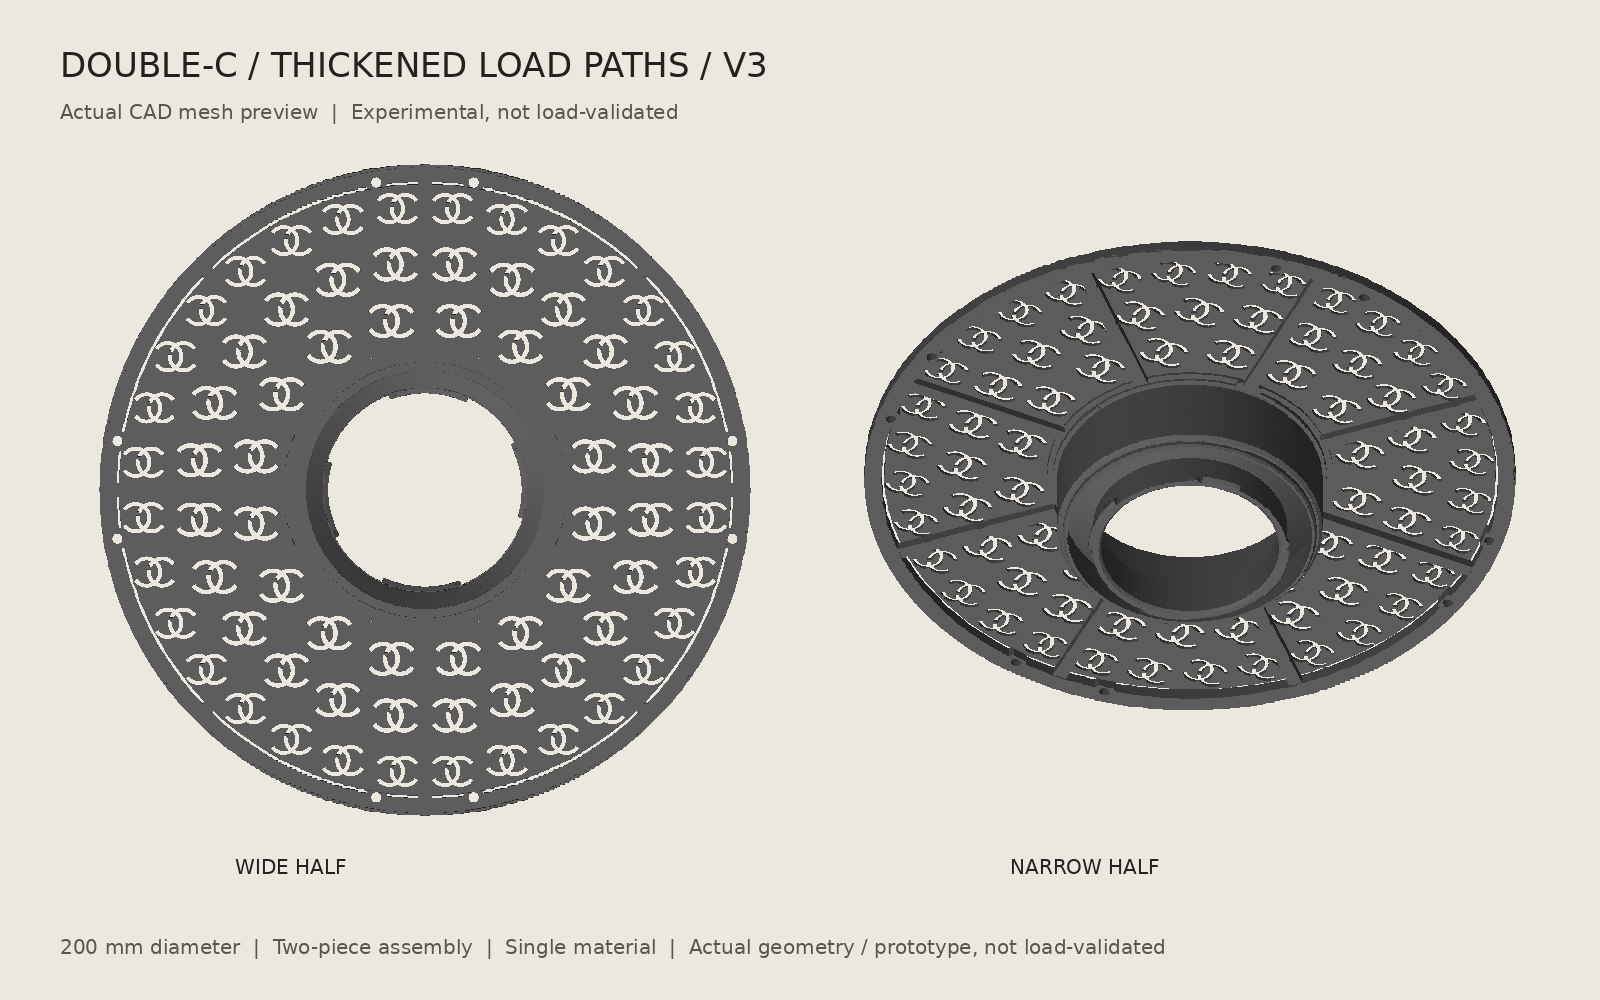 DOUBLE-C / THICKENED LOAD PATHS / V3
Actual CAD mesh preview | Experimental, not load-validated
WIDE HALF
NARROW HALF
200 mm diameter | Two-piece assembly | Single material | Actual geometry / prototype, not load-validated